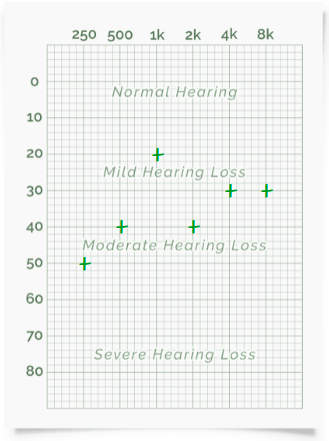 250 500 1k 2k 4k 8k
0
Normal Hearing
10
20
Mild Hearing Loss
30
40
Moderate Hearing Loss
50
60
70
Severe Hearing Loss
80